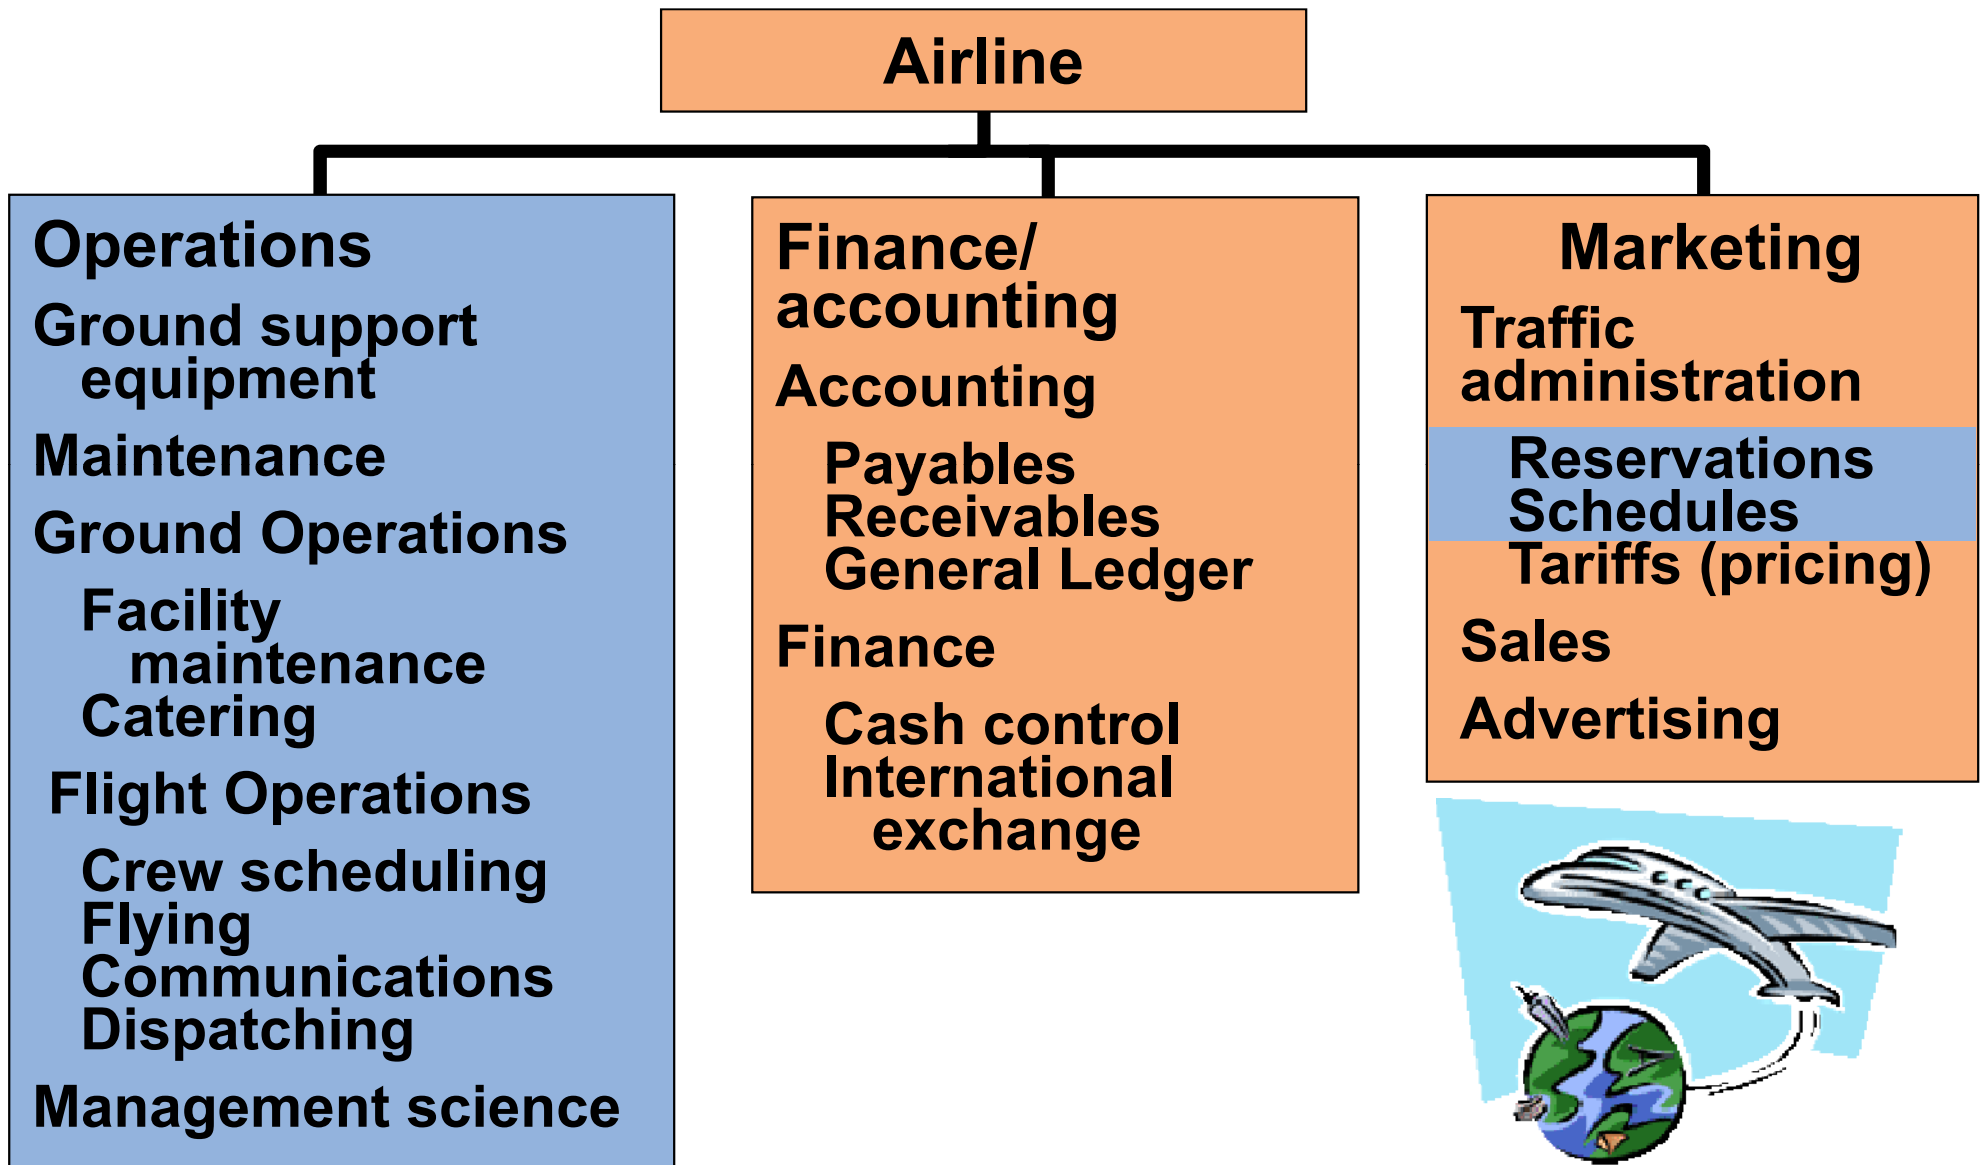 Airline
Operations
Ground support
equipment
Maintenance
Ground Operations
Facility
maintenance
Catering
Flight Operations
Crew scheduling
Flying
Communications
Dispatching
Management science
Finance/
accounting
Accounting
Payables
Receivables
General Ledger
Finance
Cash control
International
exchange
Marketing
Traffic
administration
Reservations
Schedules
Tariffs (pricing)
Sales
Advertising